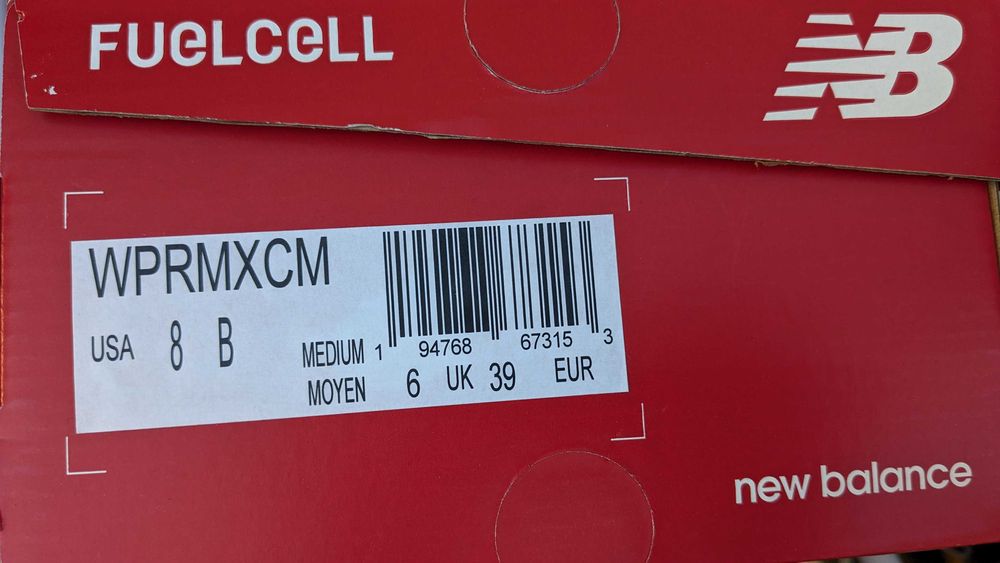 FUeLCeLL
NB
WPRMXCM
USA 8 B
MEDIUM
MOYEN
1 94768 67315 3
6 UK 39 EUR
new balance